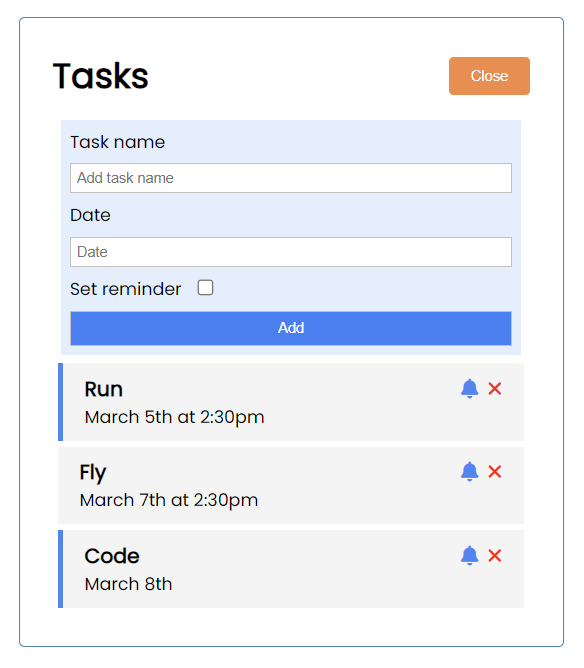 Tasks
Close
Task name
Add task name
Date
Date
Set reminder
Add
Run
March 5th at 2:30pm
Fly
March 7th at 2:30pm
Code
March 8th